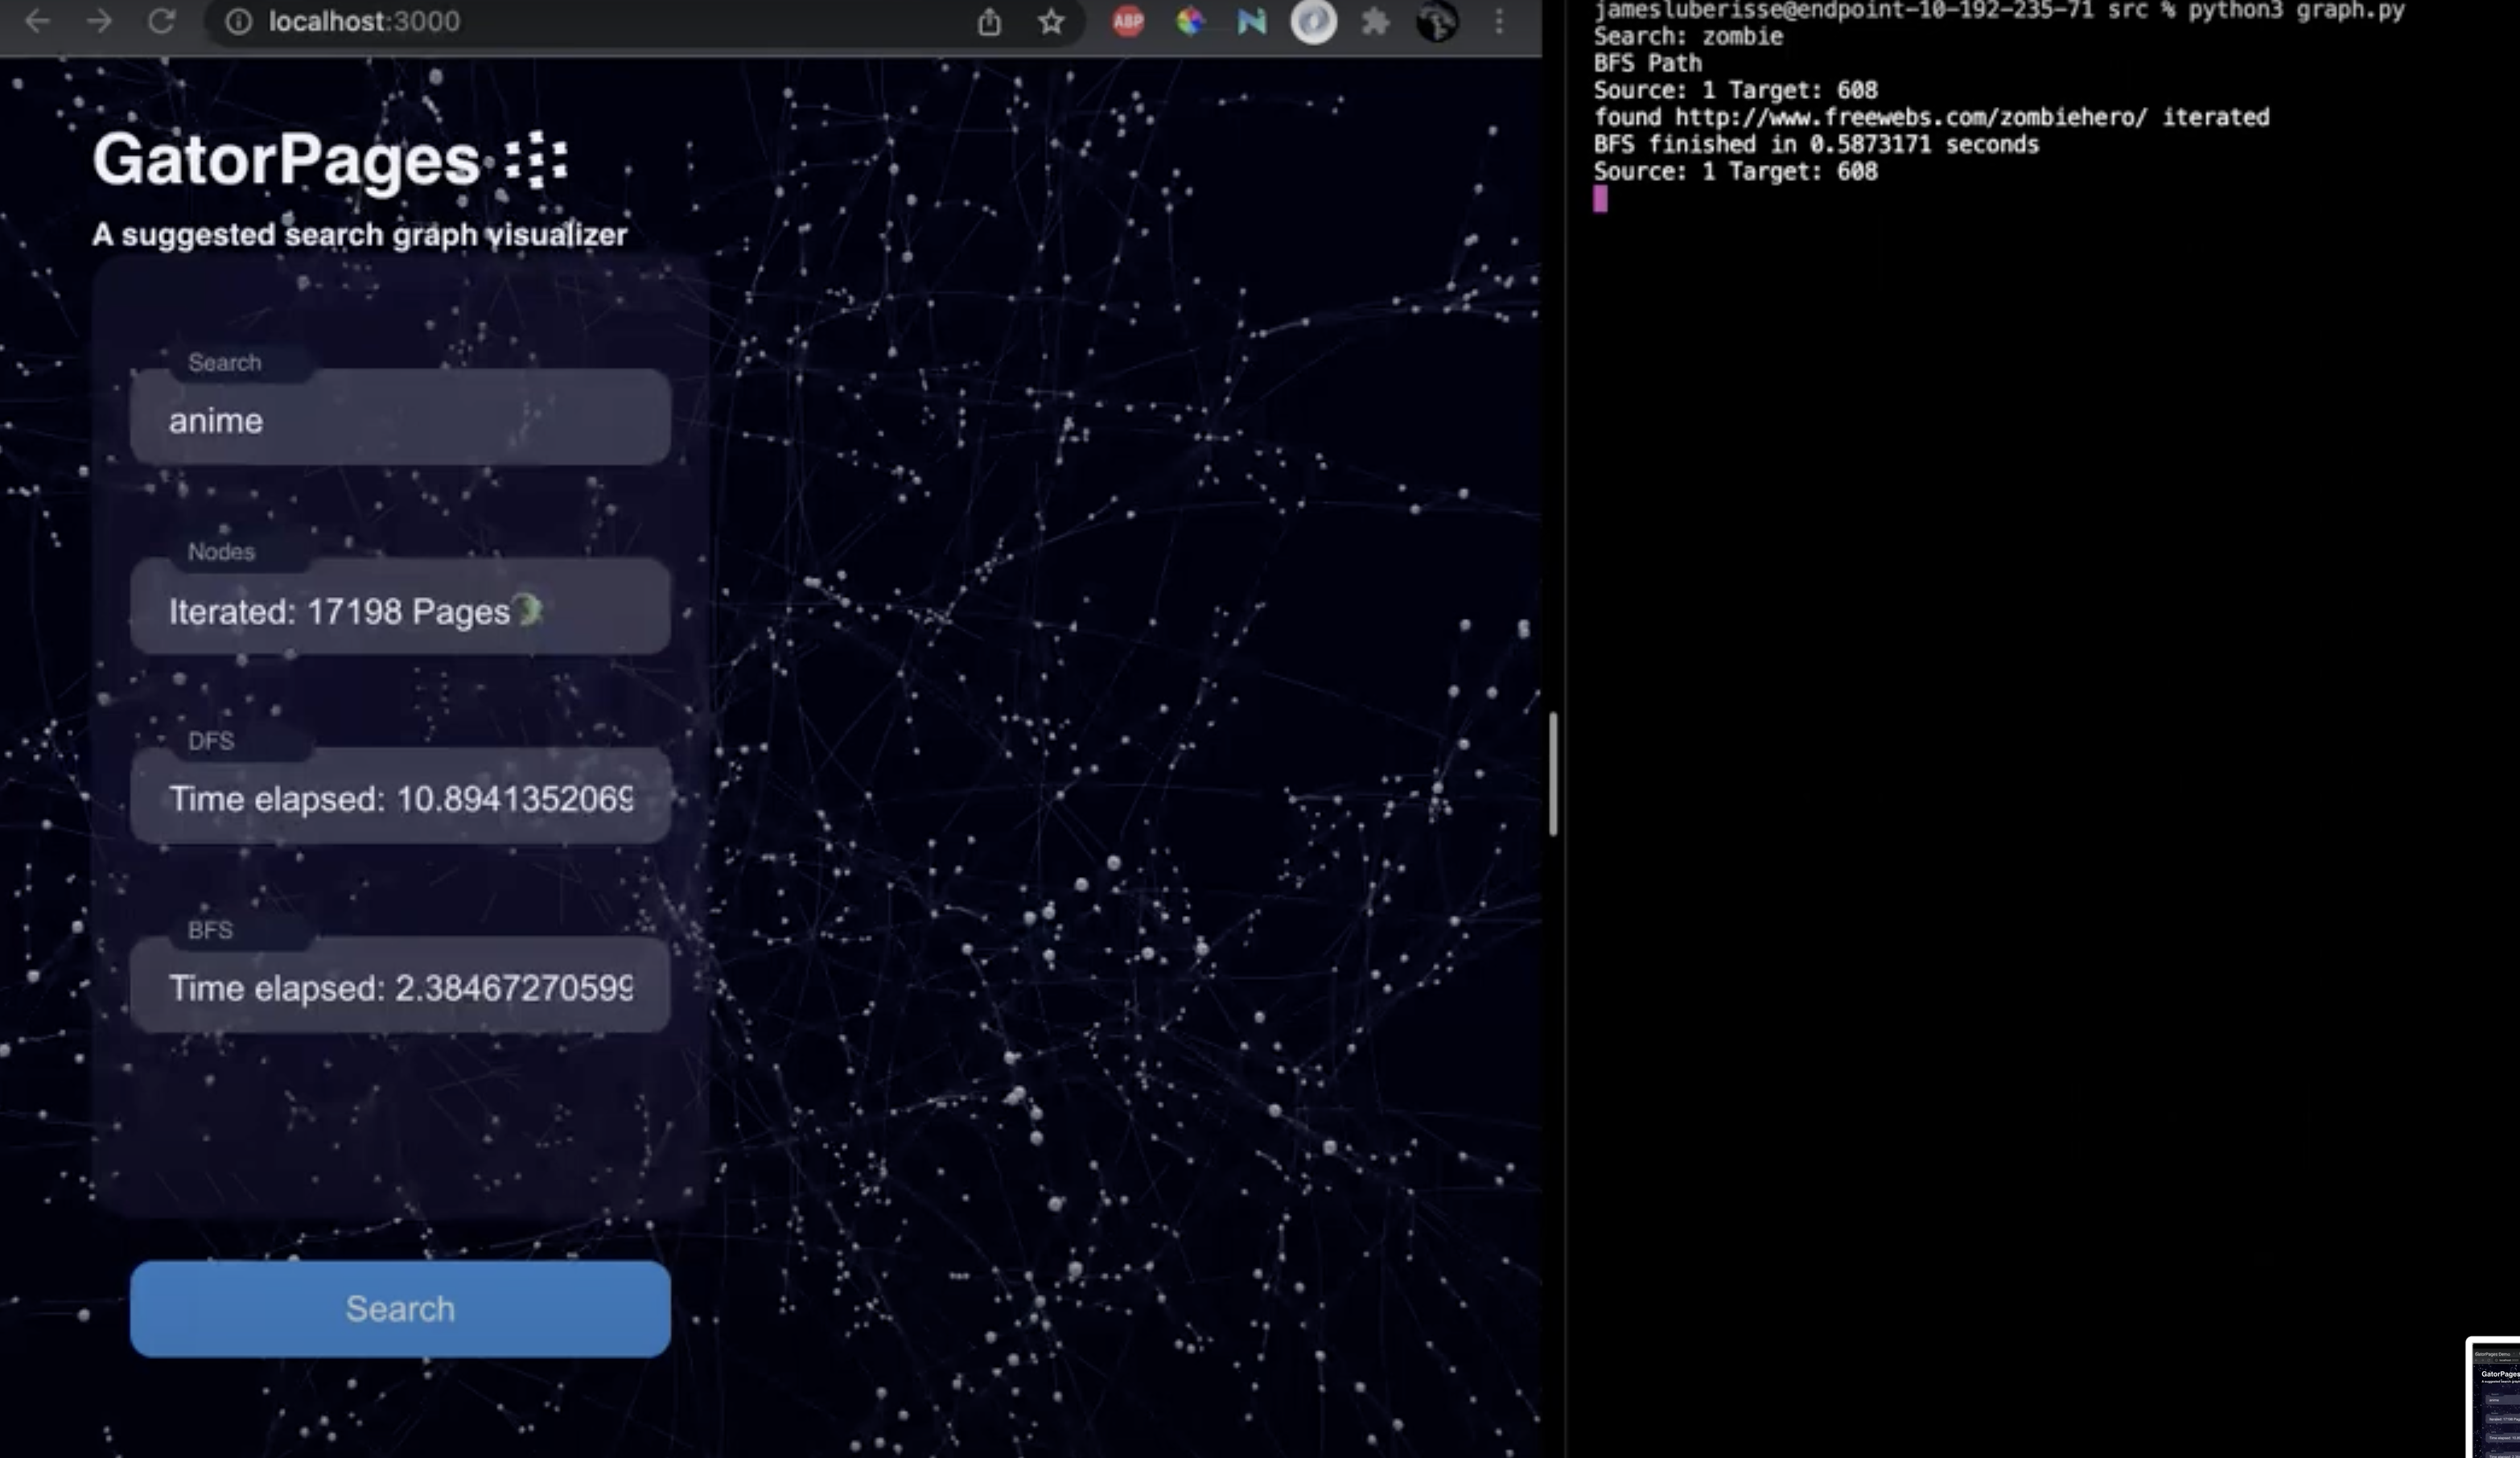 localhost:3000
ABP
GatorPages
A suggested search graph visualizer
Search
anime
Nodes
Iterated: 17198 Pages
DFS
Time elapsed: 10.8941352069
BFS
Time elapsed: 2.38467270599
Search
jamesluberisse@endpoint-10-192-235-71 src % python3 graph.py
Search: zombie
BFS Path
Source: 1 Target: 608
found http://www.freewebs.com/zombiehero/ iterated
BFS finished in 0.5873171 seconds
Source: 1 Target: 608
GatorPages